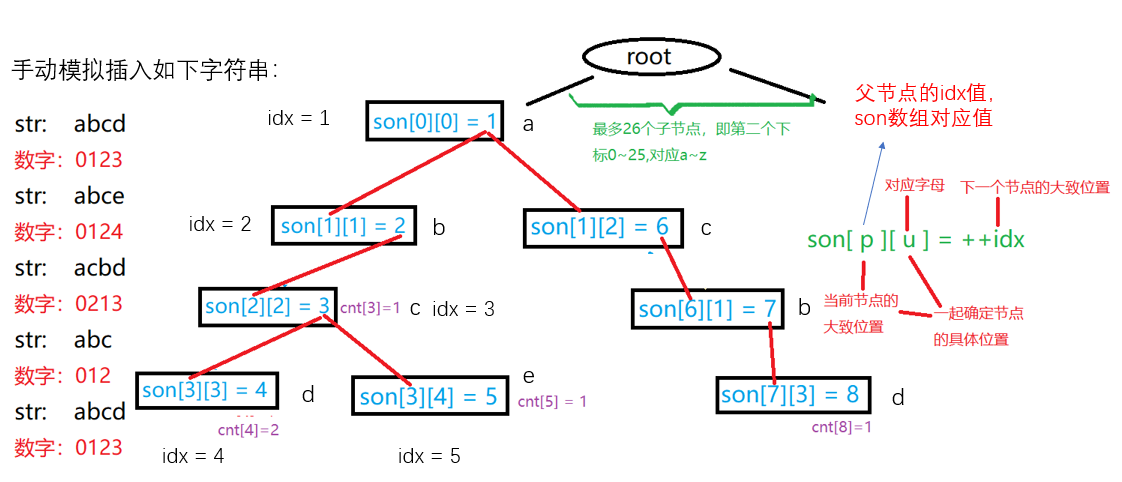 root
手动模拟插入如下字符串：
str: abcd
数字：0123
str: abce
数字：0124
str: acbd
数字：0213
str: abc
数字：012
str: abcd
数字：0123
idx = 1
son[0][0] = 1
a
最多26个子节点，即第二个下
标0~25,对应a~z
父节点的idx值，
son数组对应值
idx = 2
son[1][1] = 2
b
son[1][2] = 6
c
对应字母
下一个节点的大致位置
son[ p ][ u ] = ++idx
当前节点的
大致位置
一起确定节点
的具体位置
son[2][2] = 3
cnt[3]=1
c
idx = 3
son[6][1] = 7
b
son[3][3] = 4
d
cnt[4]=2
idx = 4
son[3][4] = 5
e
cnt[5] = 1
idx = 5
son[7][3] = 8
d
cnt[8]=1